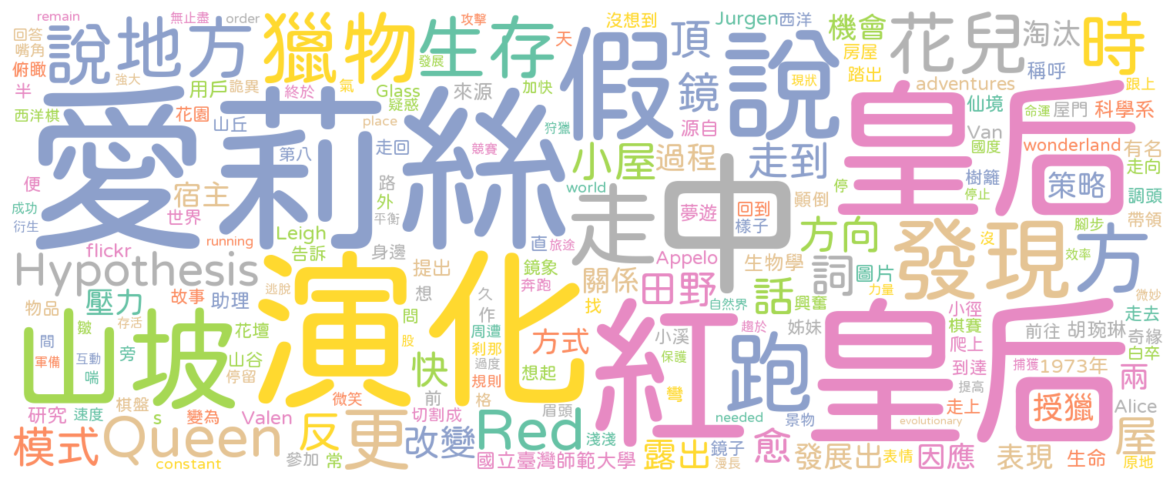 remain
無止盡
order
回答
嘴角
俯瞰
半
說
地方
獵物
詭異
強大
終於
攻擊
天
發展
氣
用戶
生存
Glass
疑惑
加快
來源
狩獵
沒想到
假說
頂
鏡
Jurgen
西洋
機會
房屋
踏出
花兒
淘汰
稱呼
時
adventures
現狀
跟上
仙境
命運
屋門
科學系
西洋棋
花園
山丘
第八
走回
競賽
place
源自
Van
國度
wonderland
有名
走向
愛莉絲
小屋
過程
走到
皇后
樹籬
策略
調頭
停
停止
便
成功
衍生
宿主
世界
路
外
平衡
world
走
中
夢遊
回到
樣子
顛倒
腳步
帶領
flickr
running
Leigh
告訴
身邊
直
旅途
Appelo
生物學
方向
發現
方
沒
效率
力量
微妙
Hypothesis
演化
提出
鏡象
奔跑
關係
找
田野
自然界
話
興奮
詞
圖片
物品
壓力
故事
助理
逃脫
想
久
作
問
周遭
剎那
過度
紅
皇后
小溪
保護
趨於
姊妹
跑
小徑
棋賽
爬上
走去
前往
胡琬琳
奇緣
白卒
山坡
間
皺
存活
軍備
互動
旁
喘
花壇
山谷
停留
股
快
前
規則
格
方式
想起
彎
到達
捕獲
1973年
兩
提高
走上
Alice
研究
速度
棋盤
s
變為
Valen
微笑
切割成
眉頭
needed
景物
授獵
模式
Queen
constant
參加
反
常
更
改變
Red
淺淺
國立臺灣師範大學
露出
鏡子
漫長
愈
發展出
表情
evolutionary
因應
表現
生命
屋
原地